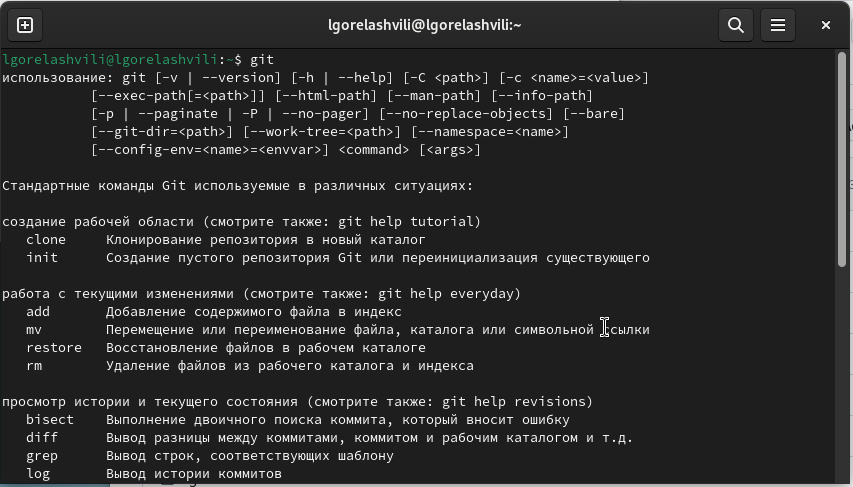 lgorelashvili@lgorelashvili:~
lgorelashvili@lgorelashvili:~$ git
использование: git [-v | --version] [-h | --help] [-C <path>] [-c <name>=<value>]
[--exec-path[=<path>]] [--html-path] [--man-path] [--info-path]
[-p | --paginate | -P | --no-pager] [--no-replace-objects] [--bare]
[--git-dir=<path>] [--work-tree=<path>] [--namespace=<name>]
[--config-env=<name>=<envvar>] <command> [<args>]
Стандартные команды Git используемые в различных ситуациях:
создание рабочей области (смотрите также: git help tutorial)
clone Клонирование репозитория в новый каталог
init Создание пустого репозитория Git или переинициализация существующего
работа с текущими изменениями (смотрите также: git help everyday)
add Добавление содержимого файла в индекс
mv Перемещение или переименование файла, каталога или символьной ссылки
restore Восстановление файлов в рабочем каталоге
rm Удаление файлов из рабочего каталога и индекса
просмотр истории и текущего состояния (смотрите также: git help revisions)
bisect Выполнение двоичного поиска коммита, который вносит ошибку
diff Вывод разницы между коммитами, коммитом и рабочим каталогом и т.д.
grep Вывод строк, соответствующих шаблону
log Вывод истории коммитов